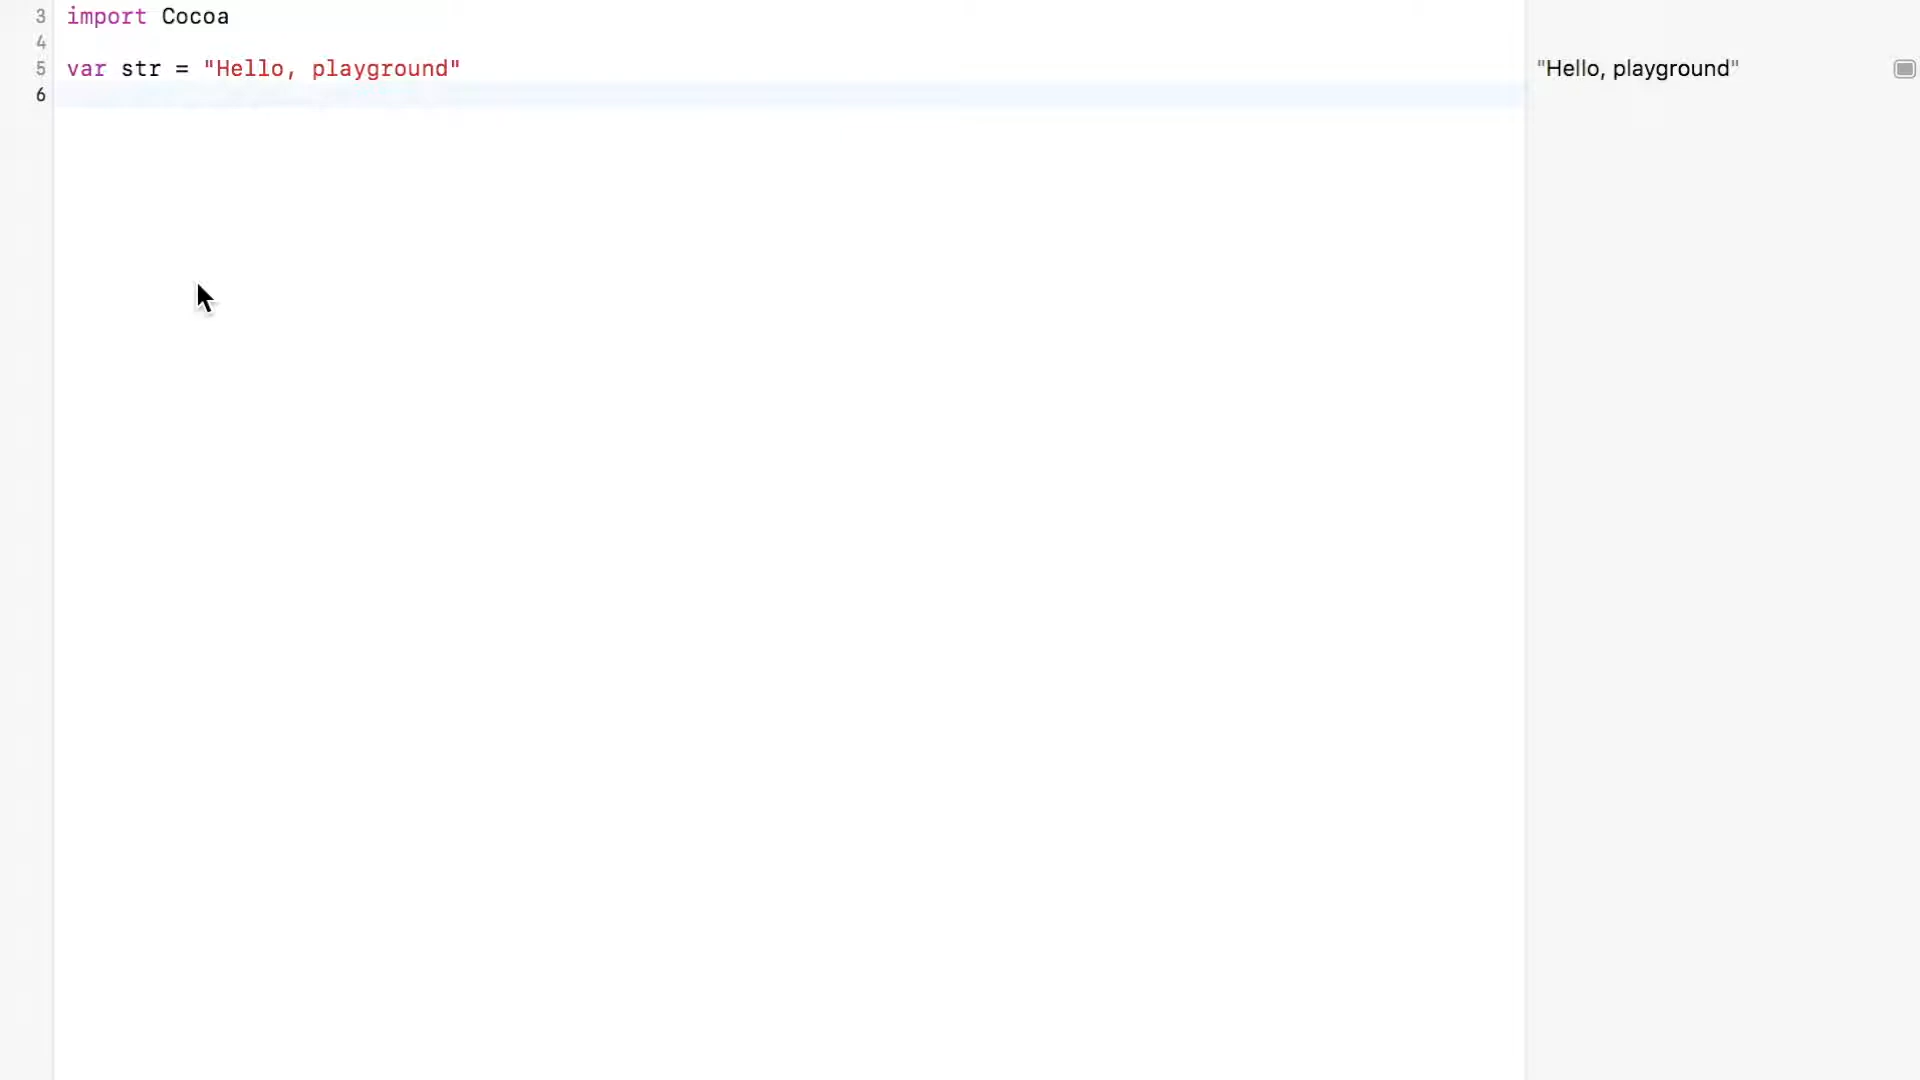 3 import Cocoa
4
5 var str = "Hello, playground" "Hello, playground"
6